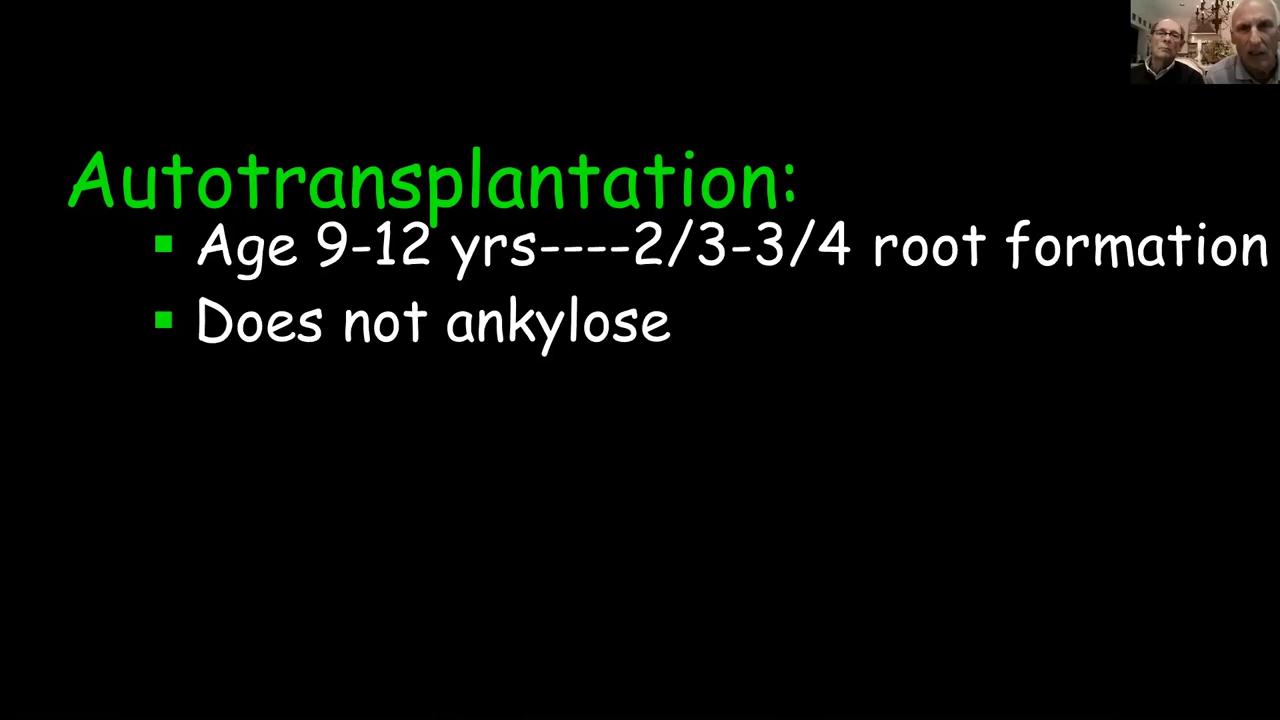 Autotransplantation:
▪ Age 9-12 yrs----2/3-3/4 root formation
▪ Does not ankylose